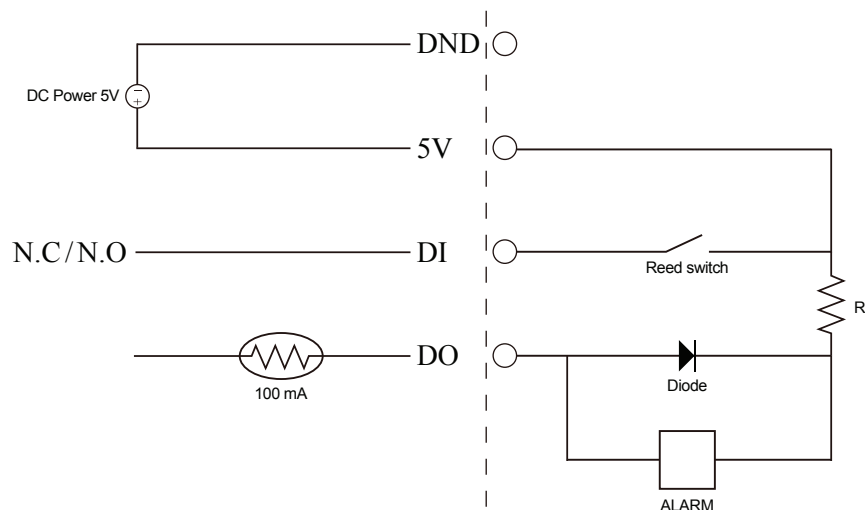 DND
DC Power 5V
5V
N.C/N.O
DI
Reed switch
R
DO
100 mA
Diode
ALARM